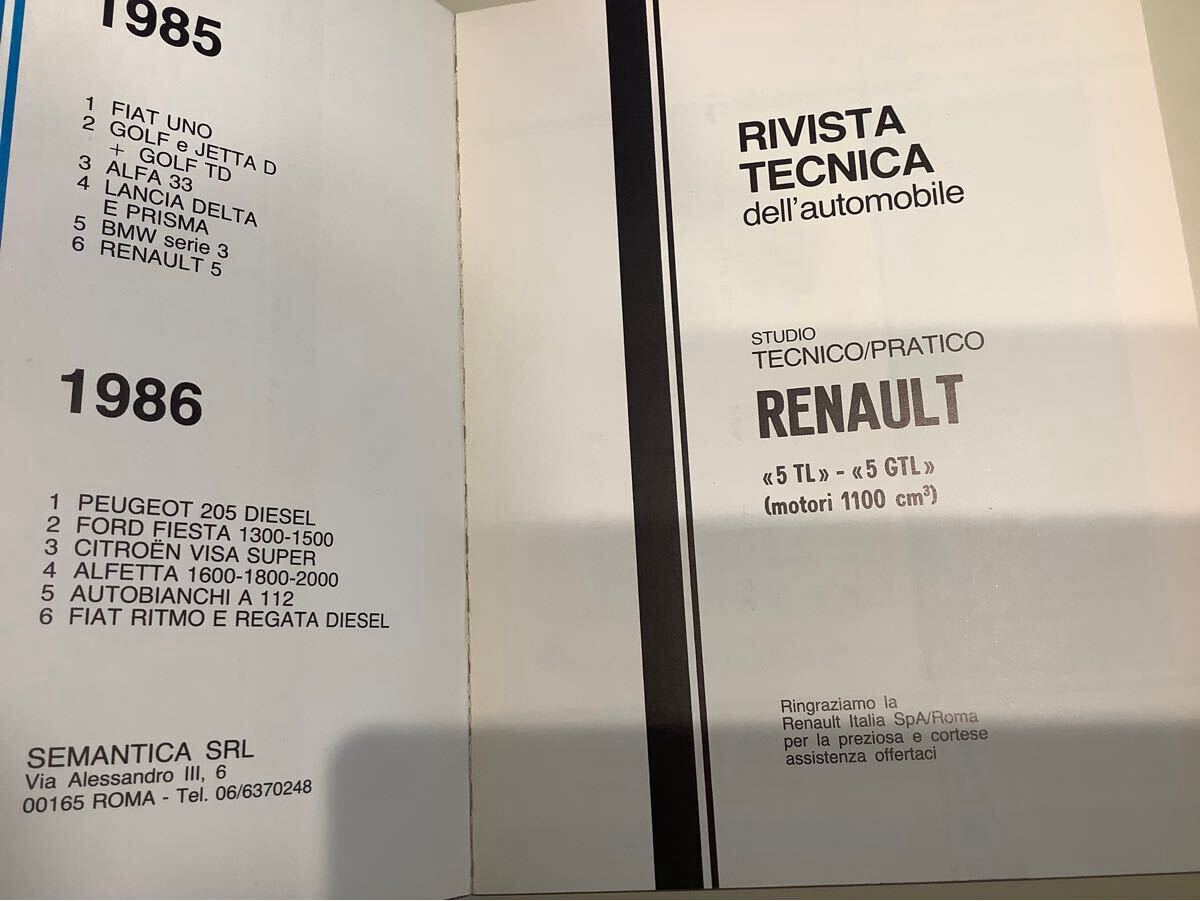 1985
1 FIAT UNO
2 GOLF e JETTA D
+ GOLF TD
3 ALFA 33
4 LANCIA DELTA
E PRISMA
5 BMW serie 3
6 RENAULT 5
1986
1 PEUGEOT 205 DIESEL
2 FORD FIESTA 1300-1500
3 CITROËN VISA SUPER
4 ALFETTA 1600-1800-2000
5 AUTOBIANCHI A 112
6 FIAT RITMO E REGATA DIESEL
SEMANTICA SRL
Via Alessandro III, 6
00165 ROMA - Tel. 06/6370248
RIVISTA
TECNICA
dell'automobile
STUDIO
TECNICO/PRATICO
RENAULT
«5 TL» - «5 GTL»
(motori 1100 cm³)
Ringraziamo la
Renault Italia SpA/Roma
per la preziosa e cortese
assistenza offertaci